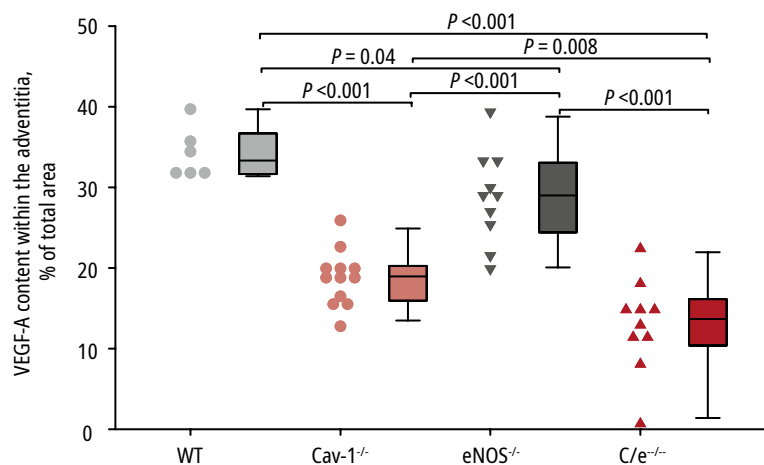 VEGF-A content within the adventitia,
% of total area
50
40
30
20
10
0
P <0.001
P = 0.008
P = 0.04
P <0.001
P <0.001
P <0.001
WT
Cav-1-/-
eNOS-/-
C/e--/--